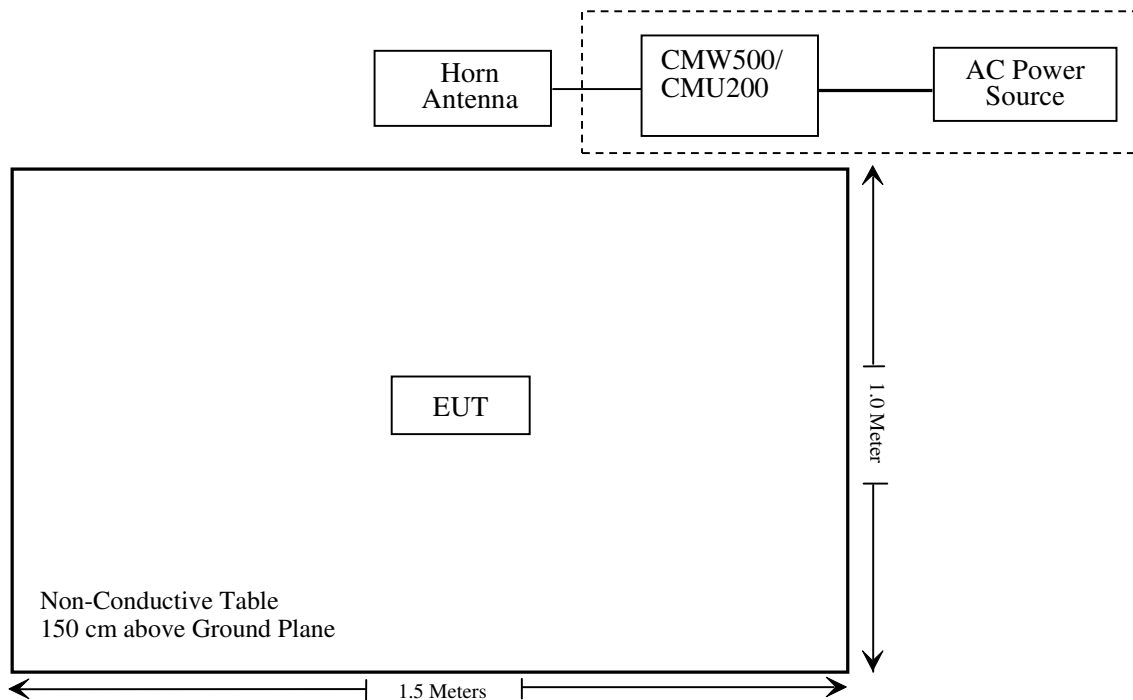 Horn
Antenna
CMW500/
CMU200
AC Power
Source
EUT
1.0 Meter
Non-Conductive Table
150 cm above Ground Plane
1.5 Meters